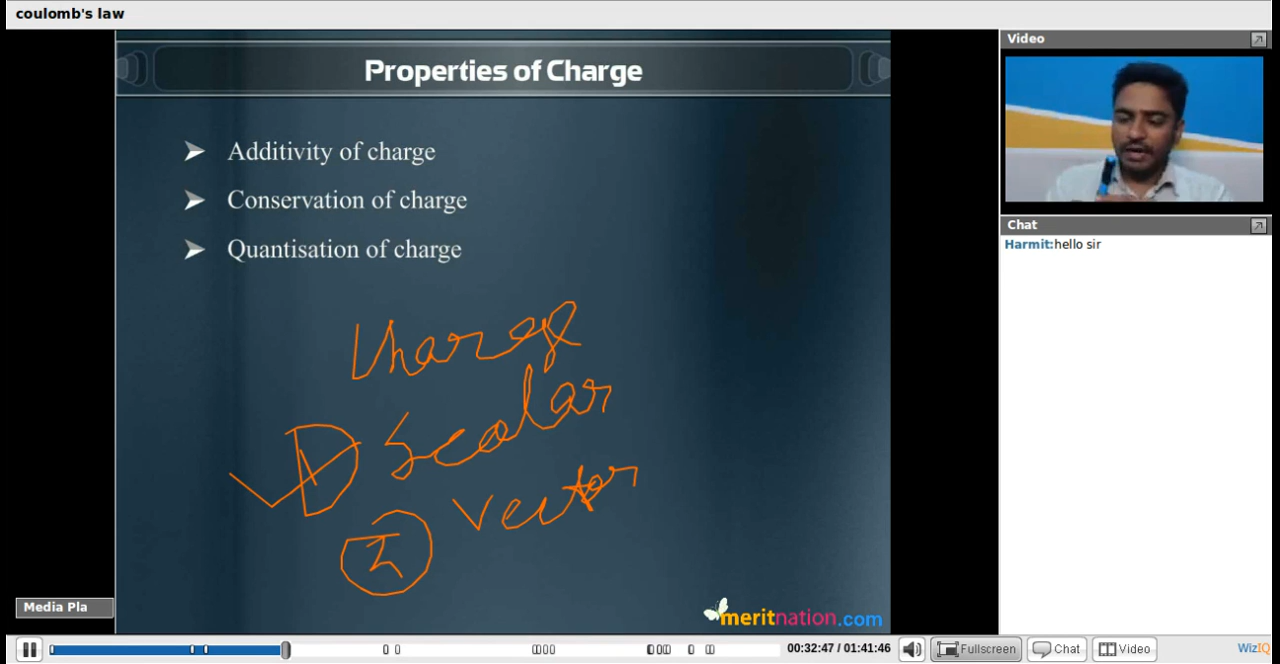 coulomb's law
Properties of Charge
Additivity of charge
Conservation of charge
Quantisation of charge
Charge
1 Scalar
2 Vector
meritnation.com
Media Pla
Video
Chat
Harmit:hello sir
00:32:47 / 01:41:46
Fullscreen
Chat
Video
WizIQ